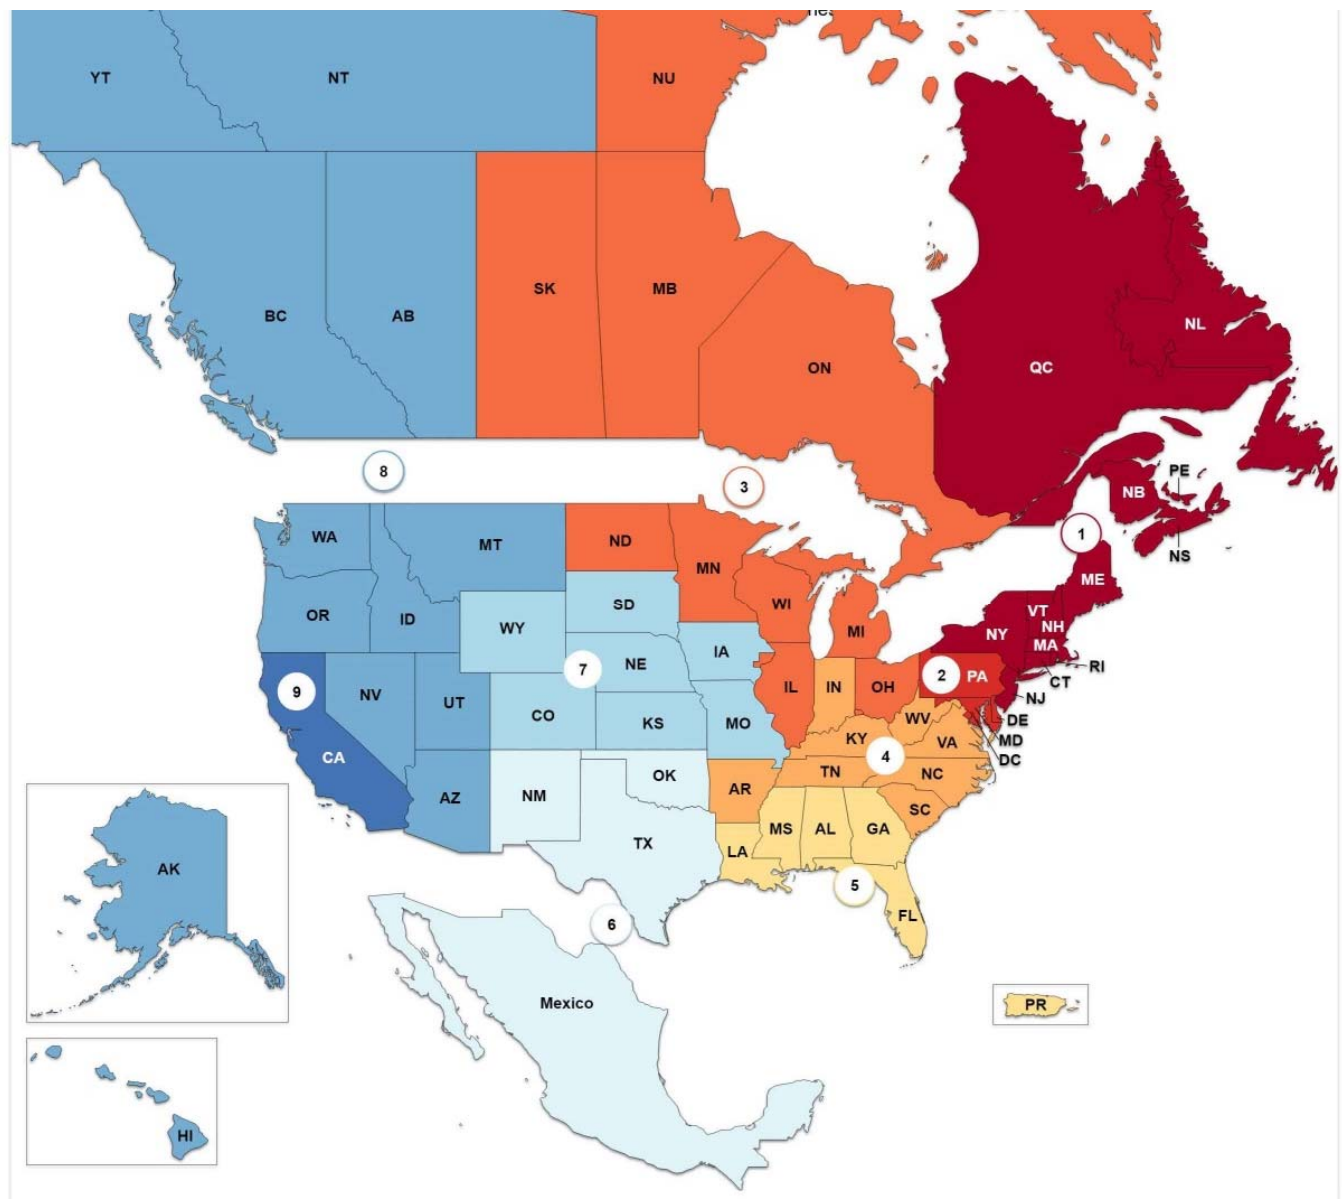 YT
NT
NU
BC
AB
SK
MB
ON
QC
NL
8
3
PE
NB
1
NS
WA
MT
ND
MN
ME
OR
ID
WY
SD
WI
MI
VT
NH
NY
MA
RI
CT
9
NV
UT
7
NE
IA
IL
IN
OH
2
PA
NJ
CA
CO
KS
MO
KY
WV
VA
DE
MD
DC
4
AZ
NM
OK
AR
TN
NC
SC
TX
LA
MS
AL
GA
5
FL
AK
6
Mexico
PR
HI